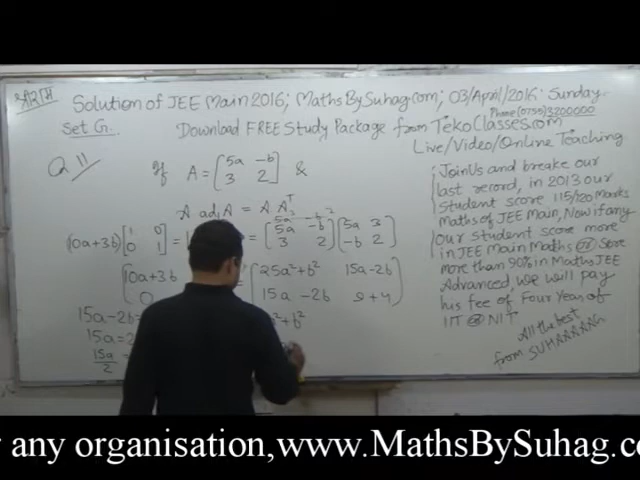 श्रीराम
Solution of JEE Main 2016; MathsBySuhag.com; 03/April/2016 Sunday
Set G.
Phone (0755) 3200000
Download FREE Study Package from TekoClasses.com
Live/Video/Online Teaching
Q 11
If A = [5a -b
3 2] &
A adj A = A Aᵀ
(10a+3b) [1 0
0 1] =
= [5a -b
3 2] [5a 3
-b 2]
[10a+3b
0
= [25a²+b² 15a-2b
15a -2b 9+4]
15a-2b=
a²+b²
15a=2
15a/2
Join Us and breake our
last record, in 2013 our
Student score 115/120 Marks
Maths of JEE Main, Now if any
our student score more
in JEE Main Maths or Score
more than 90% in Maths JEE
Advanced, we will pay
his fee of Four Year of
IIT or NIT
All the best
from SUHAAAAG
r any organisation,www.MathsBySuhag.co